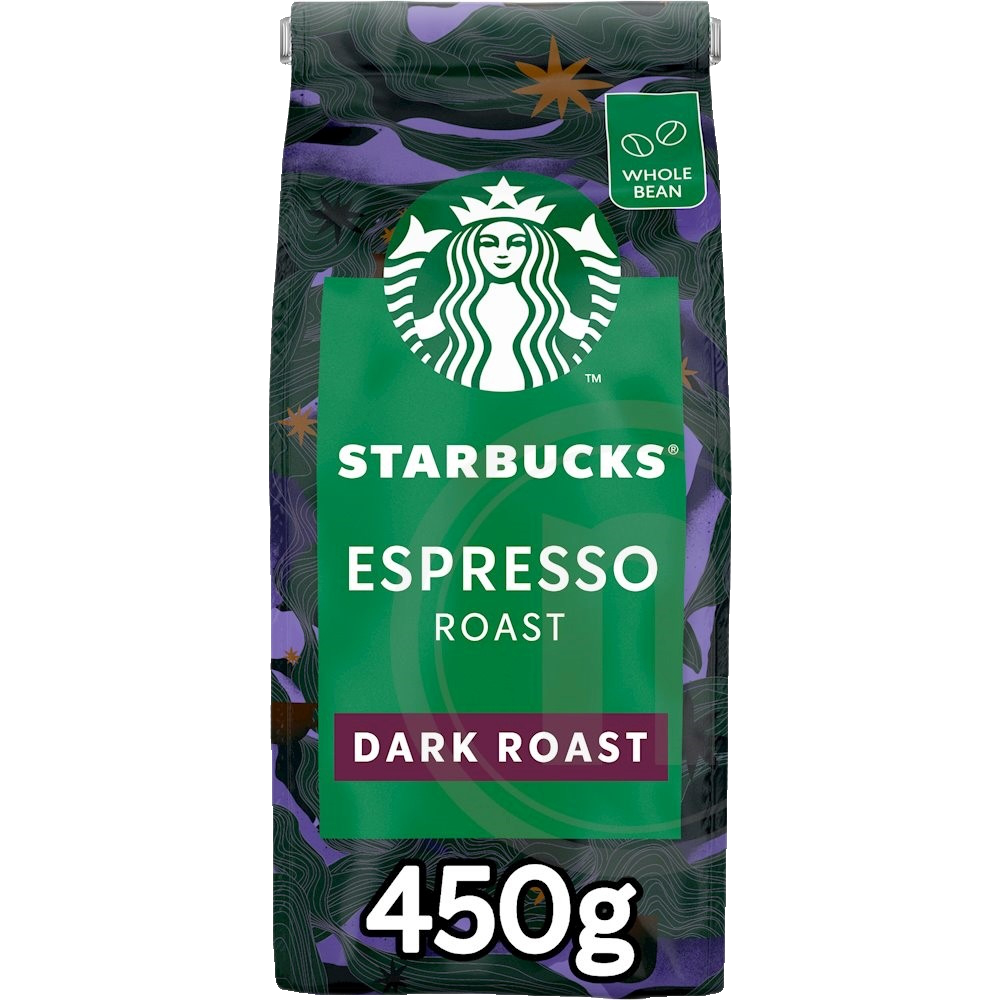 WHOLE
BEAN
TM
STARBUCKS®
ESPRESSO
ROAST
DARK ROAST
450g